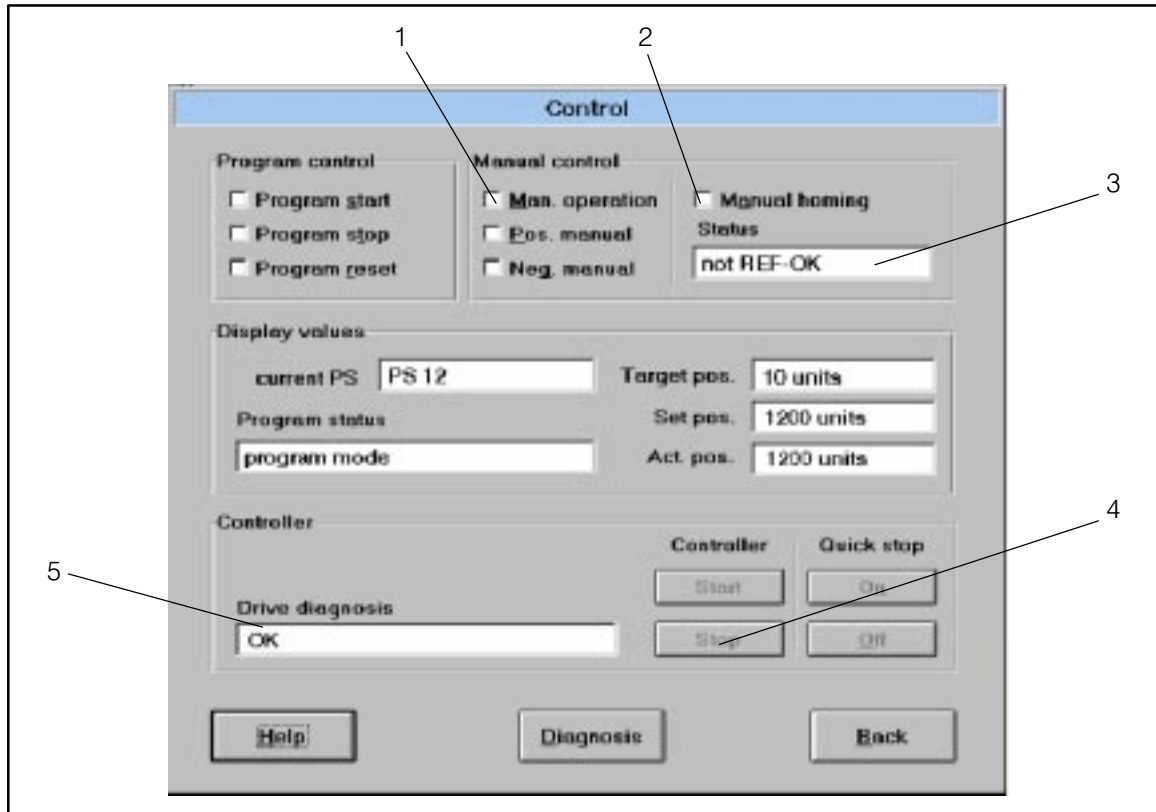 1
2
Control
Program control
Manual control
3
Program start
Man. operation
Manual homing
Program stop
Pos. manual
Status
Program reset
Neg. manual
not REF-OK
Display values
current PS
PS 12
Target pos.
10 units
Program status
Set pos.
1200 units
program mode
Act. pos.
1200 units
4
Controller
Controller
Quick stop
5
Start
On
Drive diagnosis
OK
Stop
Off
Help
Diagnosis
Back